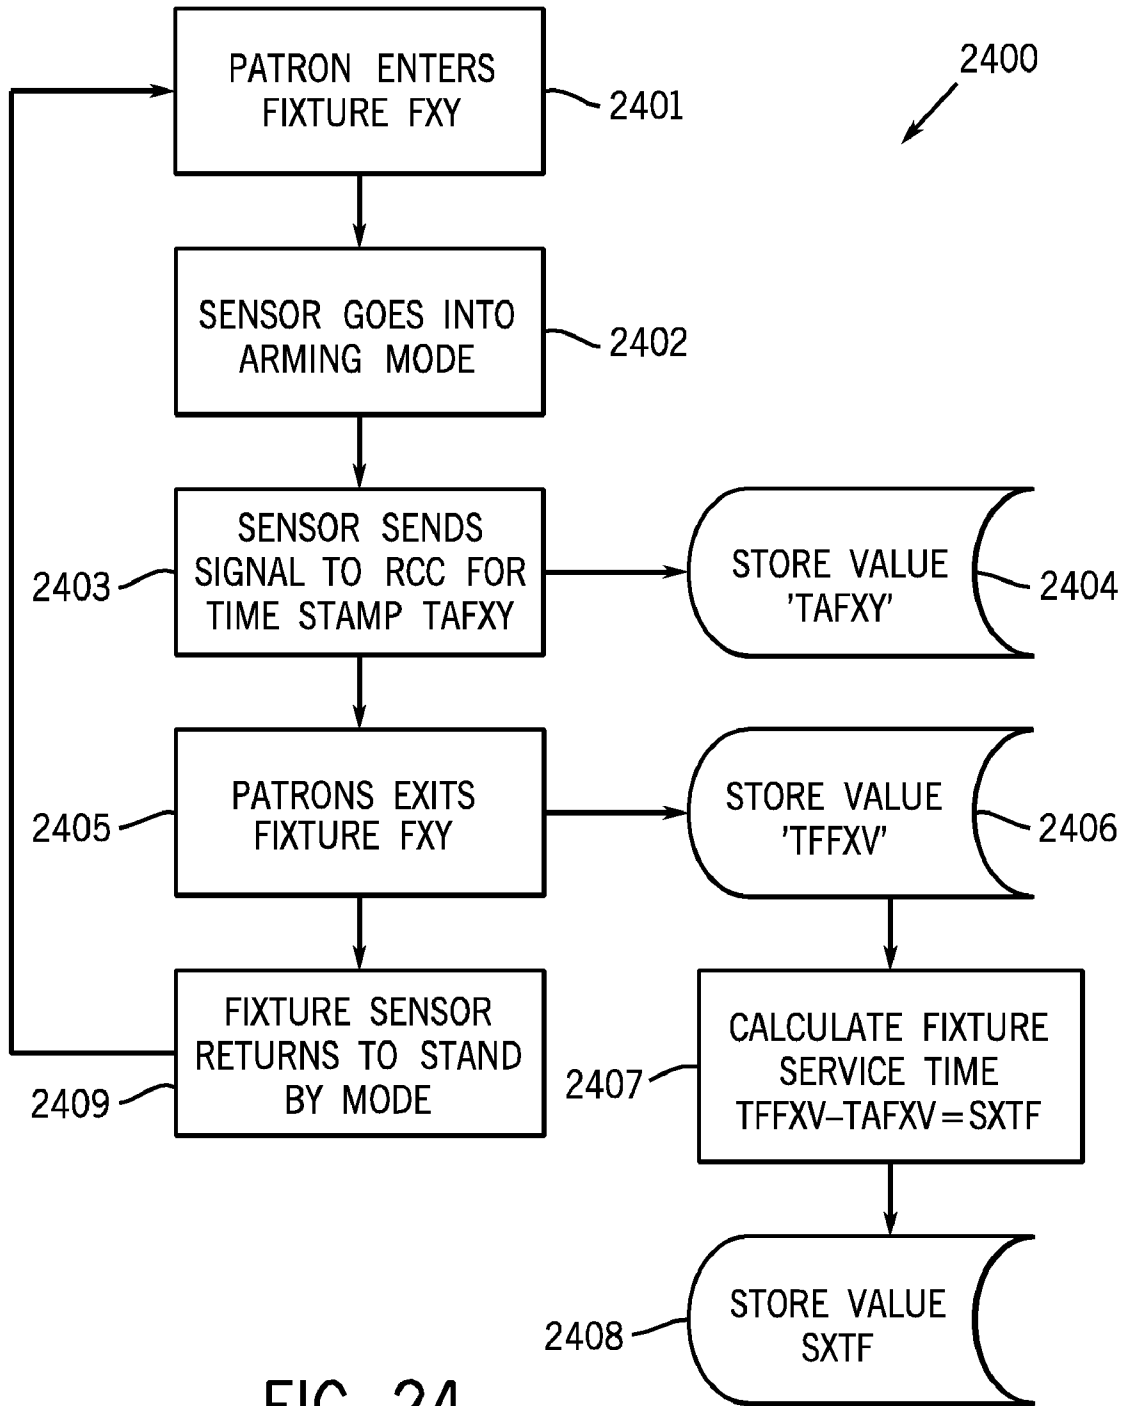 PATRON ENTERS
FIXTURE FXY
2401
2400
SENSOR GOES INTO
ARMING MODE
2402
SENSOR SENDS
SIGNAL TO RCC FOR
TIME STAMP TAFXY
2403
STORE VALUE
'TAFXY'
2404
PATRONS EXITS
FIXTURE FXY
2405
STORE VALUE
'TFFXV'
2406
FIXTURE SENSOR
RETURNS TO STAND
BY MODE
2409
CALCULATE FIXTURE
SERVICE TIME
TFFXV–TAFXV=SXTF
2407
STORE VALUE
SXTF
2408
FIG. 24